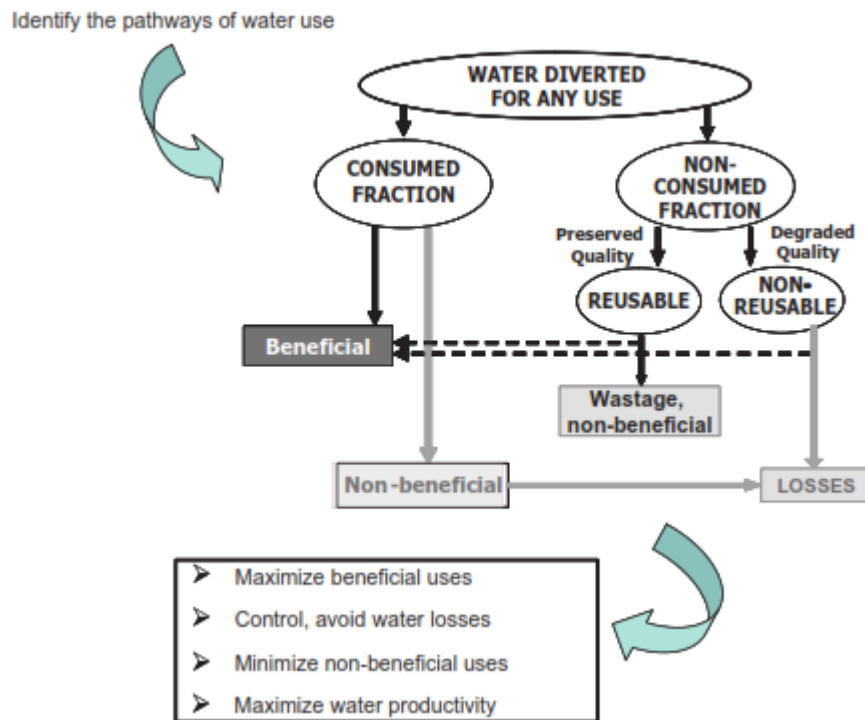 Identify the pathways of water use
WATER DIVERTED
FOR ANY USE
CONSUMED
FRACTION
NON-
CONSUMED
FRACTION
Preserved
Quality
Degraded
Quality
REUSABLE
NON-
REUSABLE
Beneficial
Wastage,
non-beneficial
Non-beneficial
LOSSES
➢ Maximize beneficial uses
➢ Control, avoid water losses
➢ Minimize non-beneficial uses
➢ Maximize water productivity